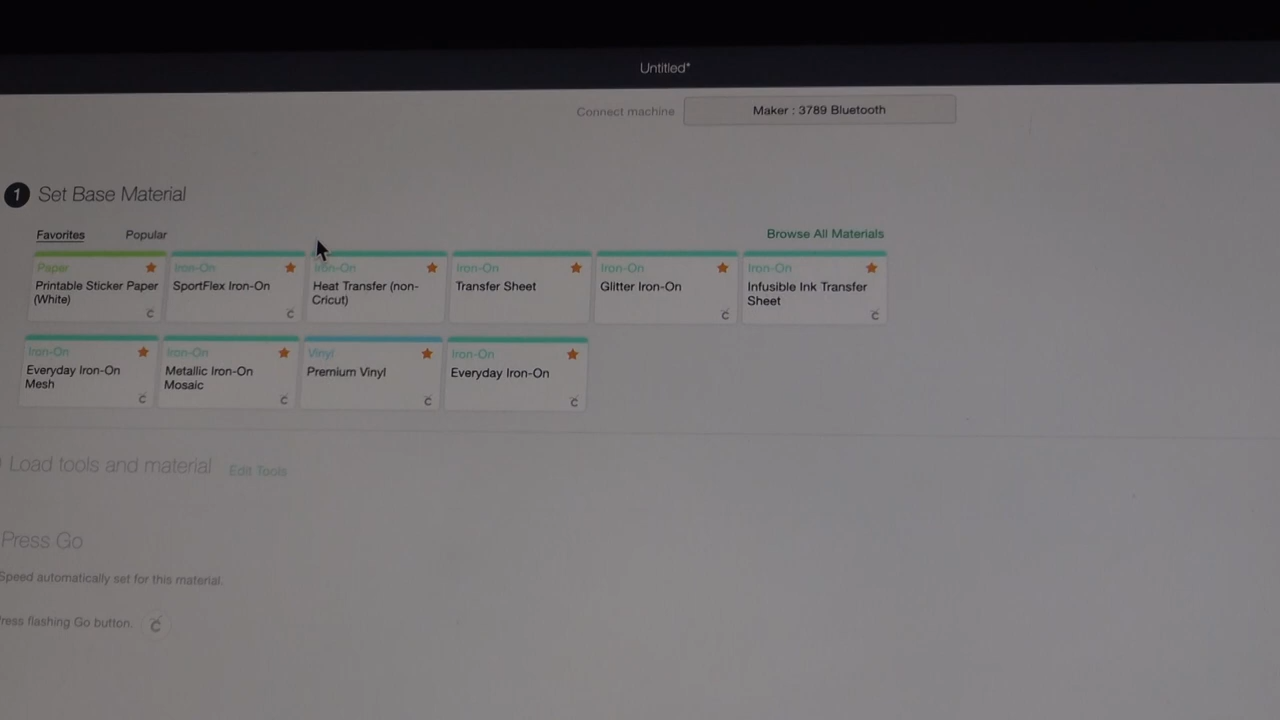 Untitled*
Connect machine
Maker : 3789 Bluetooth
1 Set Base Material
Favorites
Popular
Browse All Materials
Paper
Printable Sticker Paper
(White)
Iron-On
SportFlex Iron-On
Iron-On
Heat Transfer (non-
Cricut)
Iron-On
Transfer Sheet
Iron-On
Glitter Iron-On
Iron-On
Infusible Ink Transfer
Sheet
Iron-On
Everyday Iron-On
Mesh
Iron-On
Metallic Iron-On
Mosaic
Vinyl
Premium Vinyl
Iron-On
Everyday Iron-On
Load tools and material
Edit Tools
Press Go
Speed automatically set for this material.
ress flashing Go button.